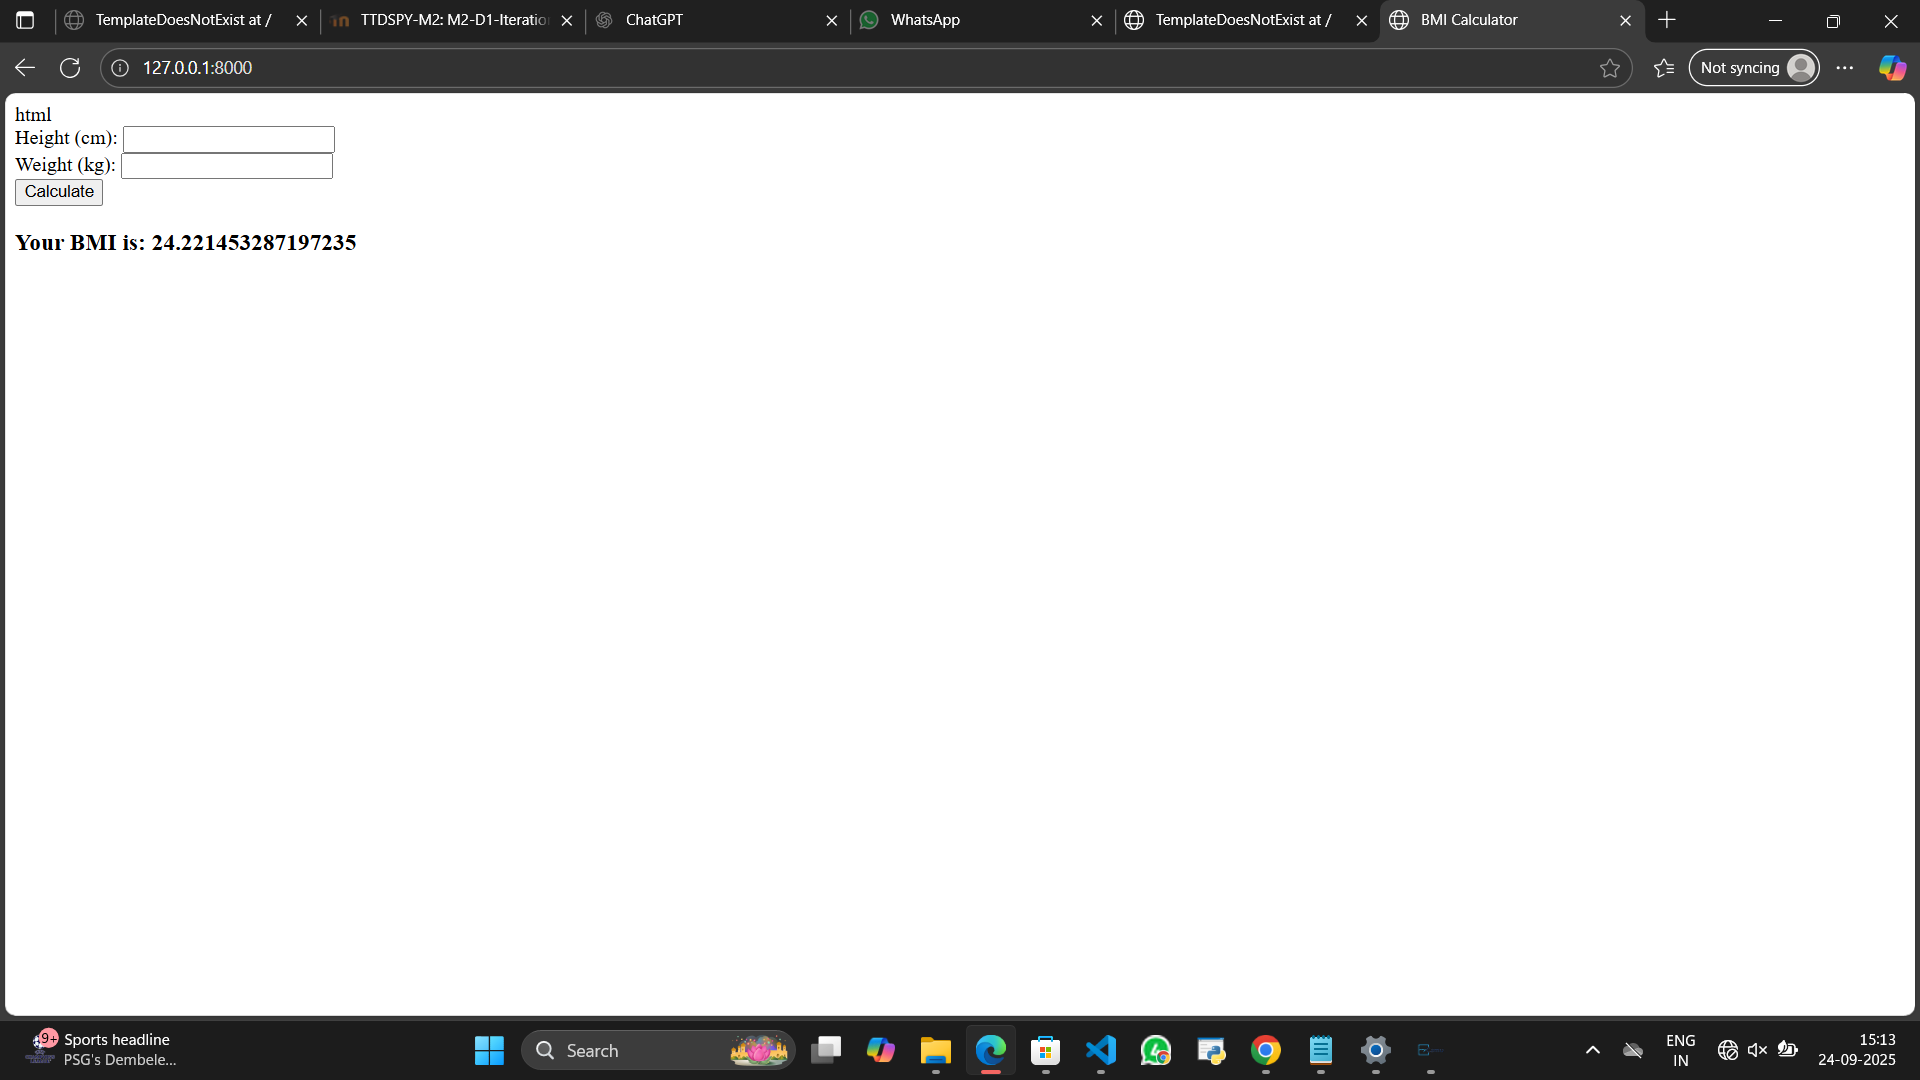 TemplateDoesNotExist at /
TTDSPY-M2: M2-D1-Iteratio
ChatGPT
WhatsApp
TemplateDoesNotExist at /
BMI Calculator
127.0.0.1:8000
Not syncing
html
Height (cm):
Weight (kg):
Calculate
Your BMI is: 24.221453287197235
9+
Sports headline
PSG's Dembele...
Search
ENG
IN
15:13
24-09-2025